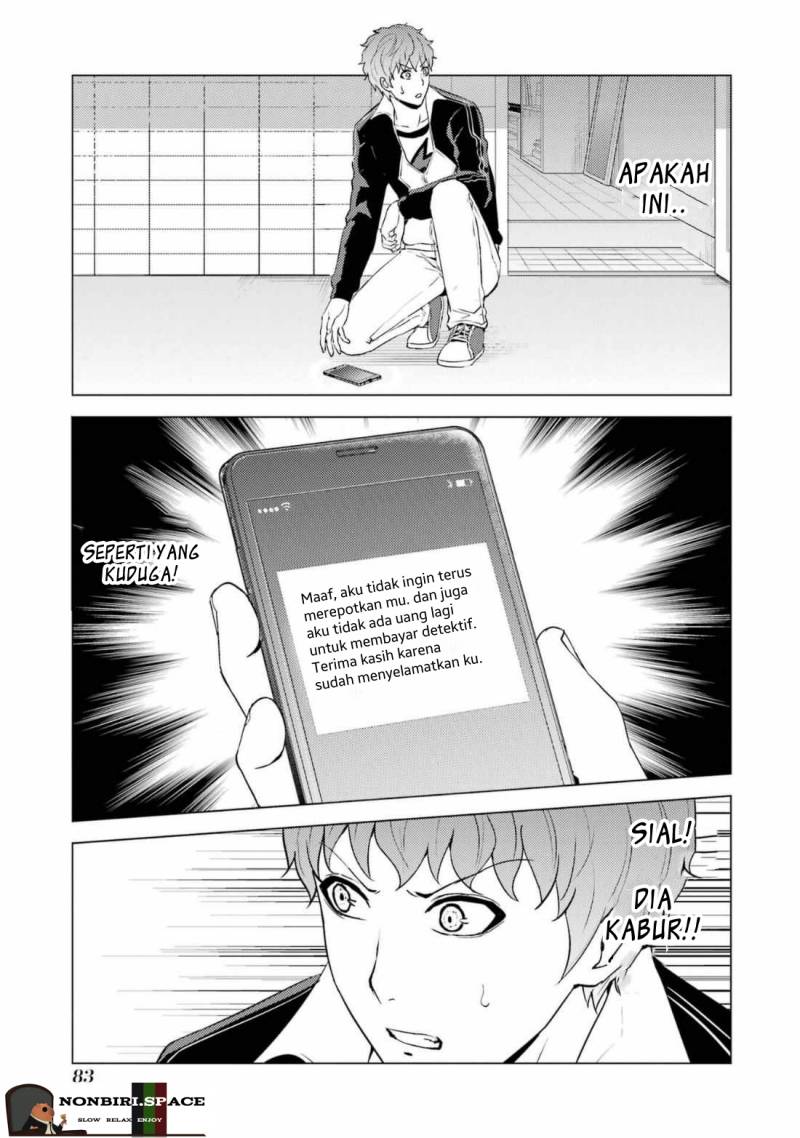 APAKAH
INI..
SEPERTI YANG
KUDUGA!
Maaf, aku tidak ingin terus
merepotkan mu. dan juga
aku tidak ada uang lagi
untuk membayar detektif.
Terima kasih karena
sudah menyelamatkan ku.
SIAL!
DIA
KABUR!!
83
NONBIRI.SPACE
SLOW RELAX ENJOY